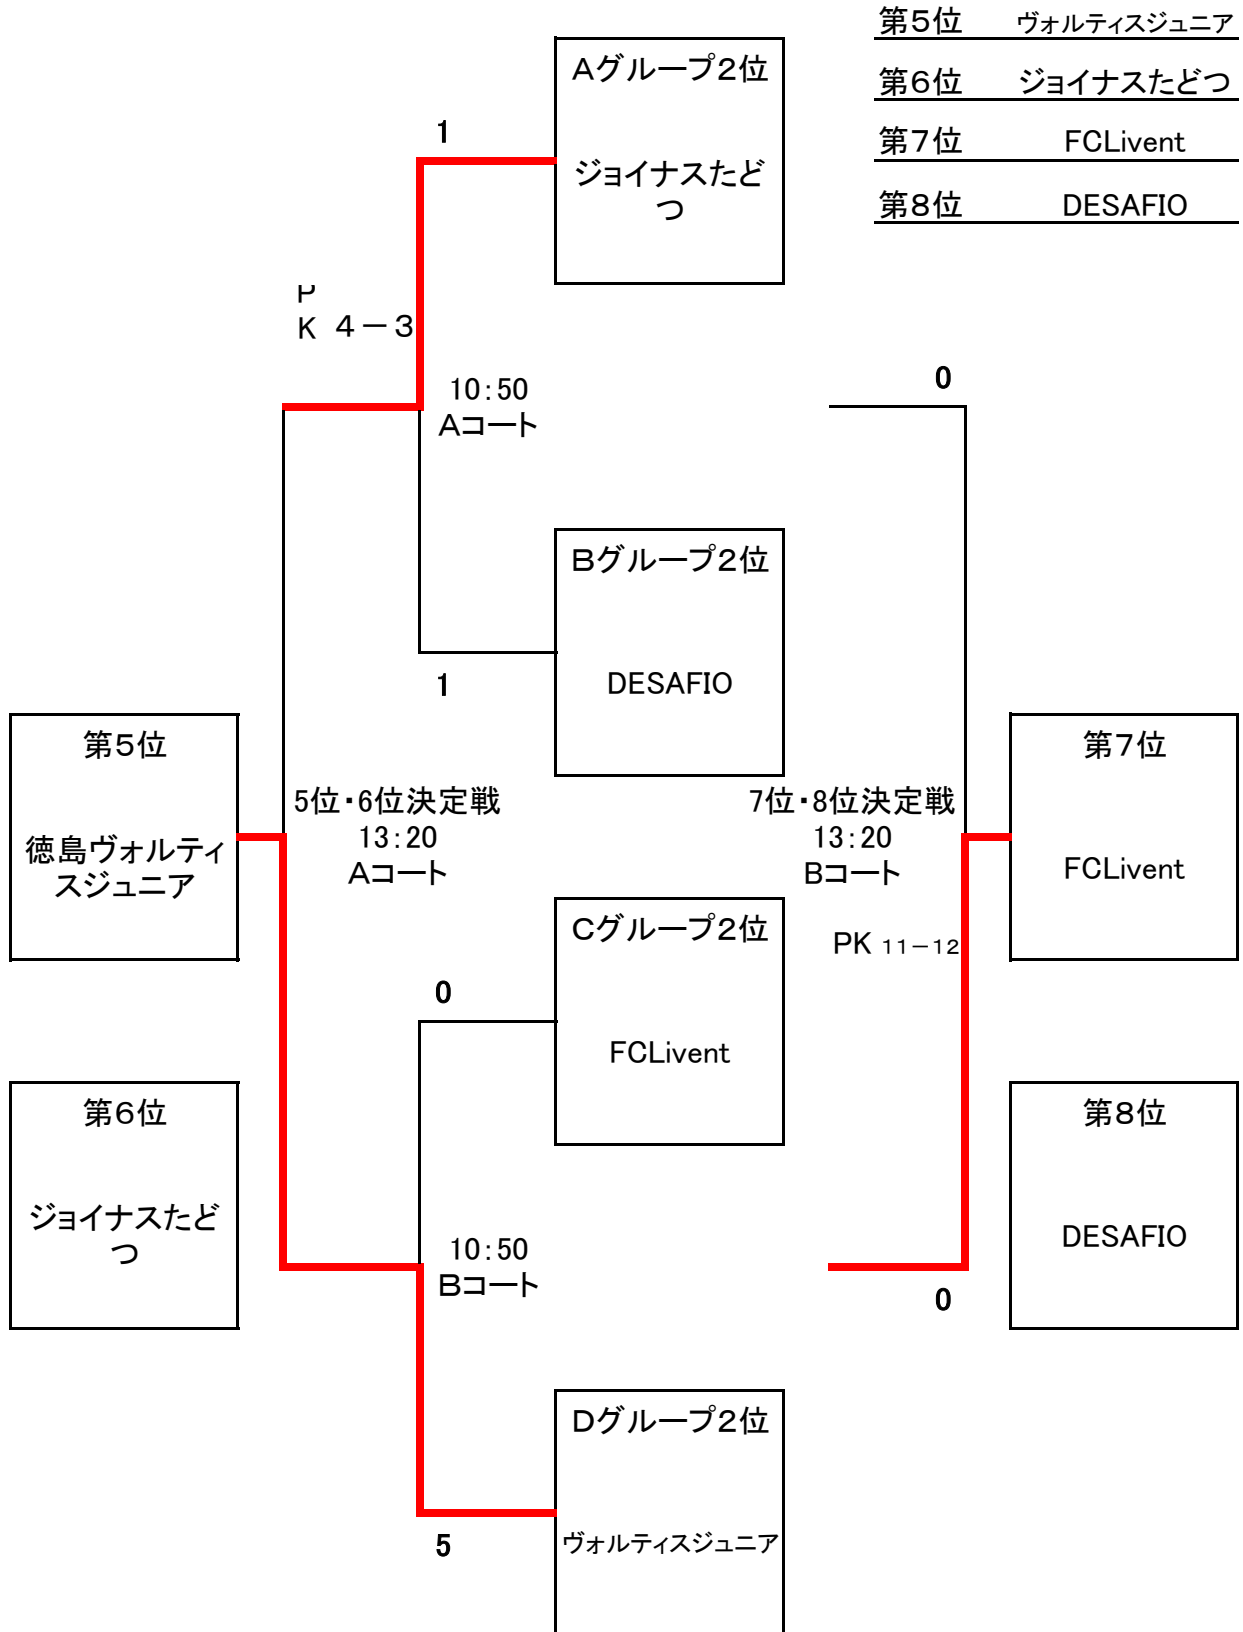 第5位 ヴォルティスジュニア
Aグループ2位
第6位 ジョイナスたどつ
1
第7位 FCLivent
ジョイナスたど
つ
第8位 DESAFIO
P
K 4－3
10:50
Aコート
0
Bグループ2位
DESAFIO
1
第5位
徳島ヴォルティ
スジュニア
5位・6位決定戦
13:20
Aコート
7位・8位決定戦
13:20
Bコート
第7位
FCLivent
Cグループ2位
PK 11－12
0
FCLivent
第6位
ジョイナスたど
つ
第8位
DESAFIO
10:50
Bコート
0
Dグループ2位
5
ヴォルティスジュニア